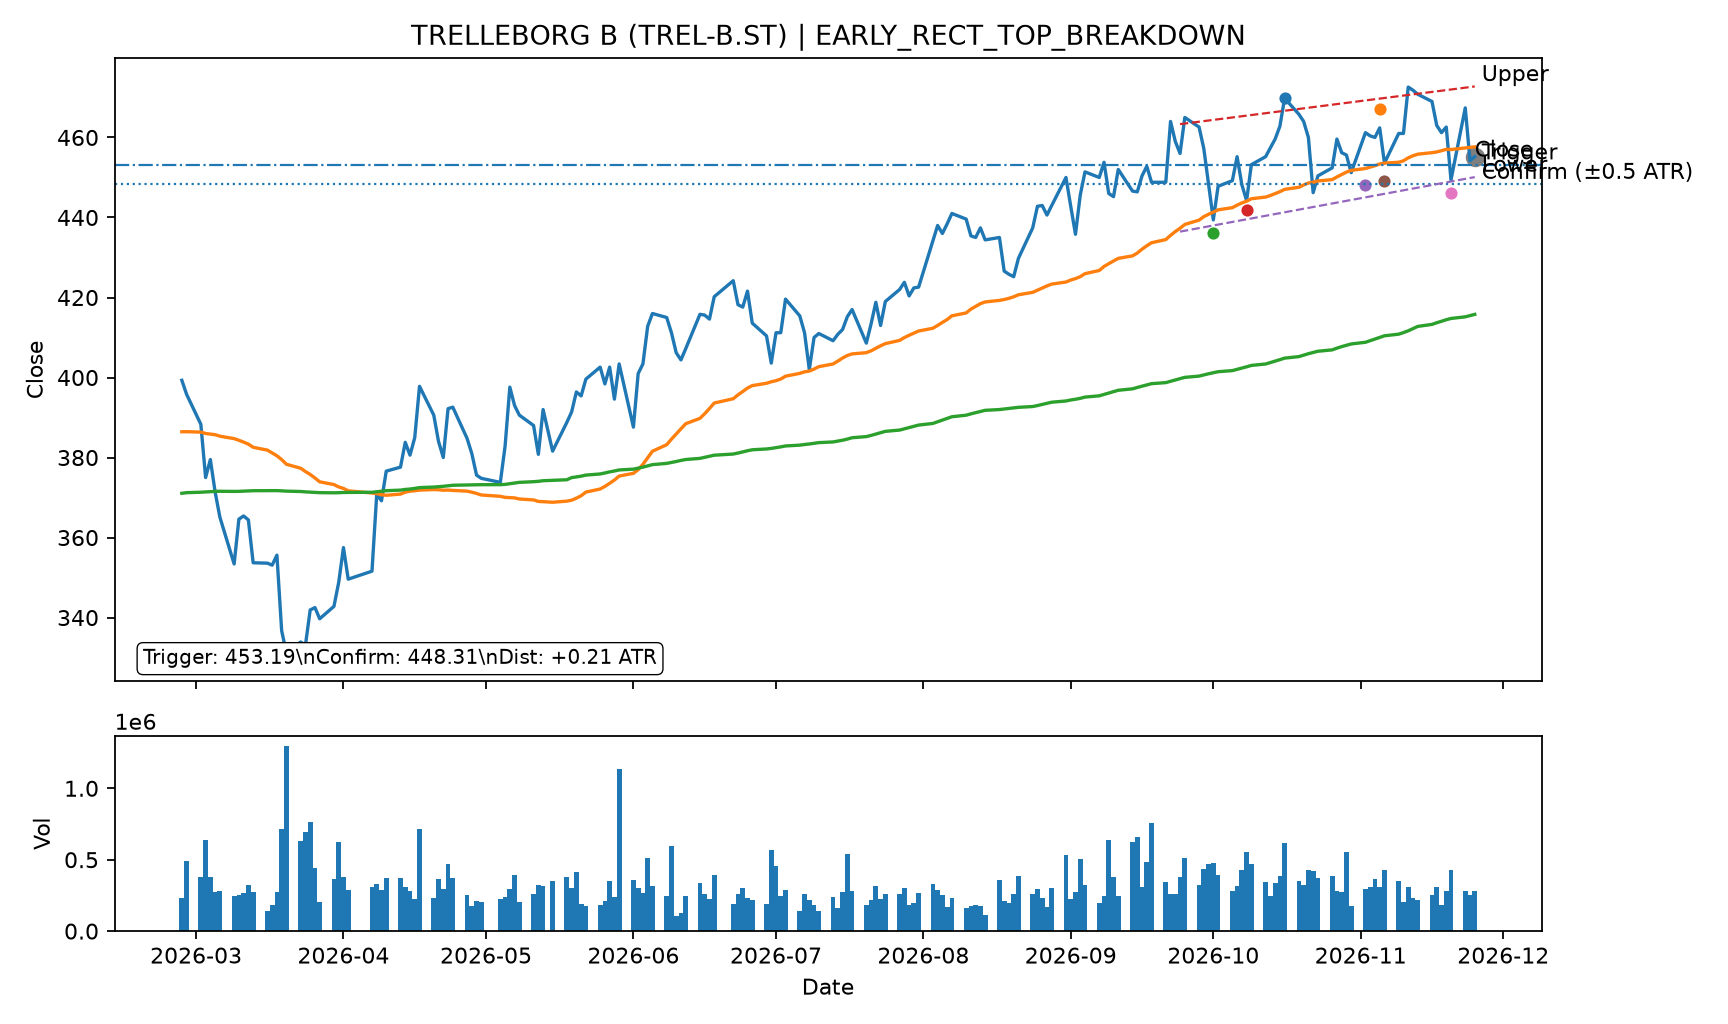 TRELLEBORG B (TREL-B.ST) | EARLY_RECT_TOP_BREAKDOWN
Upper
Close
Trigger
Lower
Confirm (±0.5 ATR)
Close
460
440
420
400
380
360
340
Trigger: 453.19\nConfirm: 448.31\nDist: +0.21 ATR
1e6
Vol
1.0
0.5
0.0
2026-03 2026-04 2026-05 2026-06 2026-07 2026-08 2026-09 2026-10 2026-11 2026-12
Date